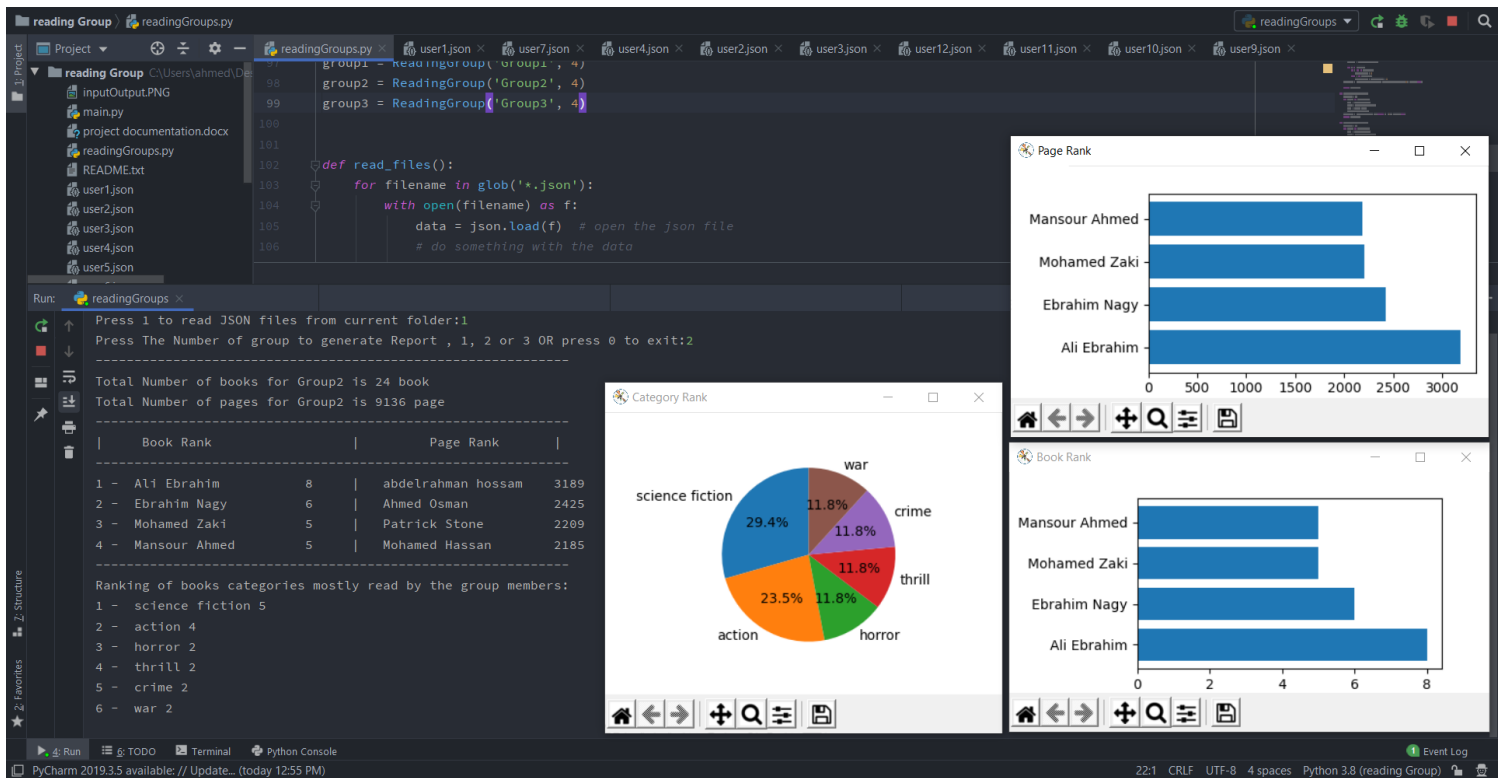 reading Group 〉 readingGroups.py
readingGroups
1: Project
Project
readingGroups.py × user1.json × user7.json × user4.json × user2.json × user3.json × user12.json × user11.json × user10.json × user9.json ×
reading Group C:\Users\ahmed\De
inputOutput.PNG
main.py
project documentation.docx
readingGroups.py
README.txt
user1.json
user2.json
user3.json
user4.json
user5.json
97 group1 = ReadingGroup('Group1', 4)
98 group2 = ReadingGroup('Group2', 4)
99 group3 = ReadingGroup('Group3', 4)
100
101
102 def read_files():
103 for filename in glob('*.json'):
104 with open(filename) as f:
105 data = json.load(f) # open the json file
106 # do something with the data
Run: readingGroups ×
Press 1 to read JSON files from current folder:1
Press The Number of group to generate Report , 1, 2 or 3 OR press 0 to exit:2
-------------------------------------------------------------
Total Number of books for Group2 is 24 book
Total Number of pages for Group2 is 9136 page
-------------------------------------------------------------
| Book Rank | Page Rank |
-------------------------------------------------------------
1 - Ali Ebrahim 8 | abdelrahman hossam 3189
2 - Ebrahim Nagy 6 | Ahmed Osman 2425
3 - Mohamed Zaki 5 | Patrick Stone 2209
4 - Mansour Ahmed 5 | Mohamed Hassan 2185
-------------------------------------------------------------
Ranking of books categories mostly read by the group members:
1 - science fiction 5
2 - action 4
3 - horror 2
4 - thrill 2
5 - crime 2
6 - war 2
Category Rank
war
science fiction
11.8%
crime
29.4%
11.8%
11.8%
thrill
23.5%
11.8%
action
horror
Page Rank
Mansour Ahmed
Mohamed Zaki
Ebrahim Nagy
Ali Ebrahim
0 500 1000 1500 2000 2500 3000
Book Rank
Mansour Ahmed
Mohamed Zaki
Ebrahim Nagy
Ali Ebrahim
0 2 4 6 8
Z: Structure
2: Favorites
4: Run 6: TODO Terminal Python Console
1 Event Log
PyCharm 2019.3.5 available: // Update... (today 12:55 PM)
22:1 CRLF UTF-8 4 spaces Python 3.8 (reading Group)